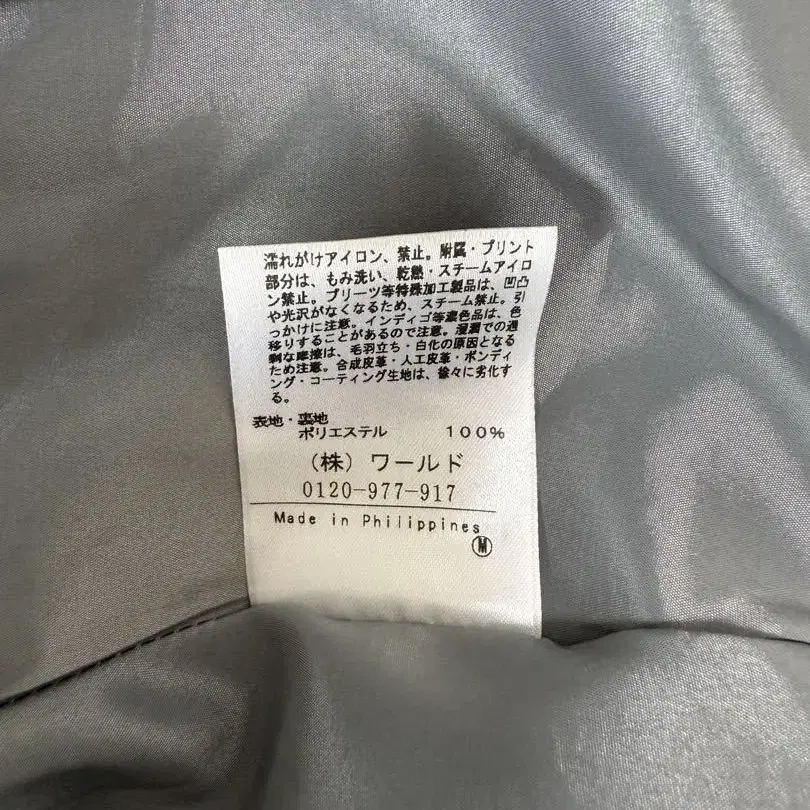 濡れがけアイロン、禁止。附属・プリント
部分は、もみ洗い、乾熱・スチームアイロ
ン禁止。プリーツ等特殊加工製品は、凹凸
や光沢がなくなるため、スチーム禁止。引
っかけに注意。インディゴ等濃色品は、色
移りすることがあるので注意。湿潤での過
剰な摩擦は、毛羽立ち・白化の原因となる
ため注意。合成皮革・人工皮革・ボンディ
ング・コーティング生地は、徐々に劣化す
る。
表地・裏地
ポリエステル 100%
(株)ワールド
0120-977-917
Made in Philippines
Ⓜ